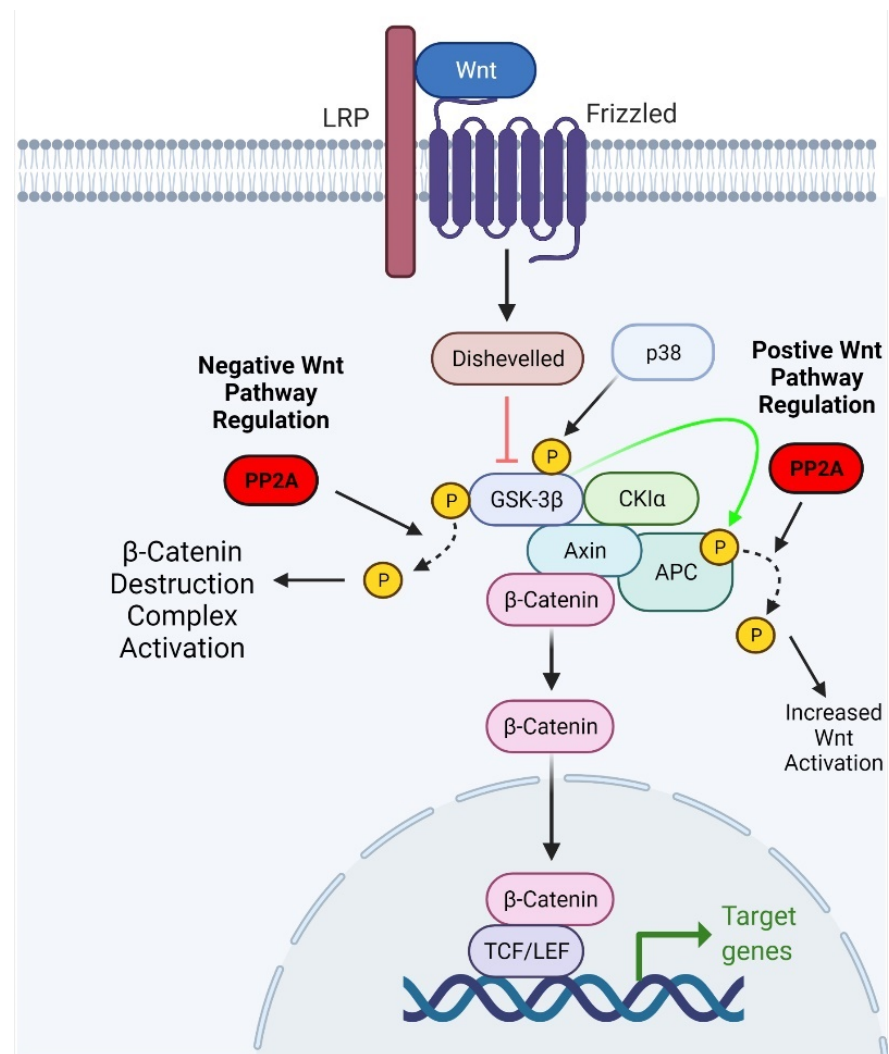 Wnt
LRP
Frizzled
Dishevelled
p38
Negative Wnt
Pathway
Regulation
Postive Wnt
Pathway
Regulation
PP2A
PP2A
P
P
GSK-3β
CKIα
Axin
P
APC
β-Catenin
P
β-Catenin
Destruction
Complex
Activation
P
β-Catenin
Increased
Wnt
Activation
β-Catenin
TCF/LEF
Target
genes